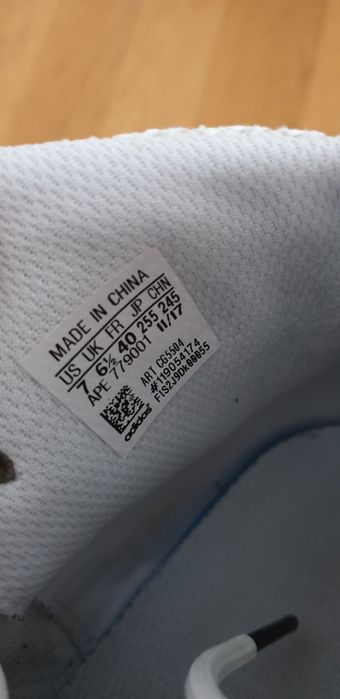 MADE IN CHINA
US UK FR JP CHN
7 6½ 40 255 245
APE 779001 11/17
ART CG5504
#119054174
F1S2J9Dk00055
adidas